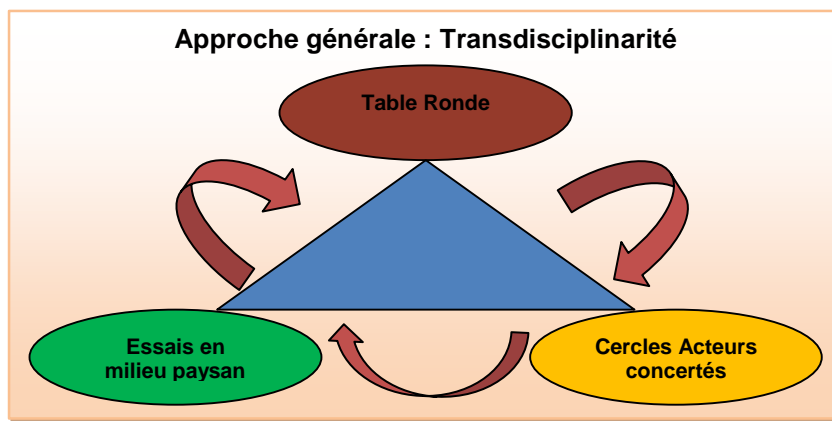 Approche générale : Transdisciplinarité
Table Ronde
Essais en
milieu paysan
Cercles Acteurs
concertés